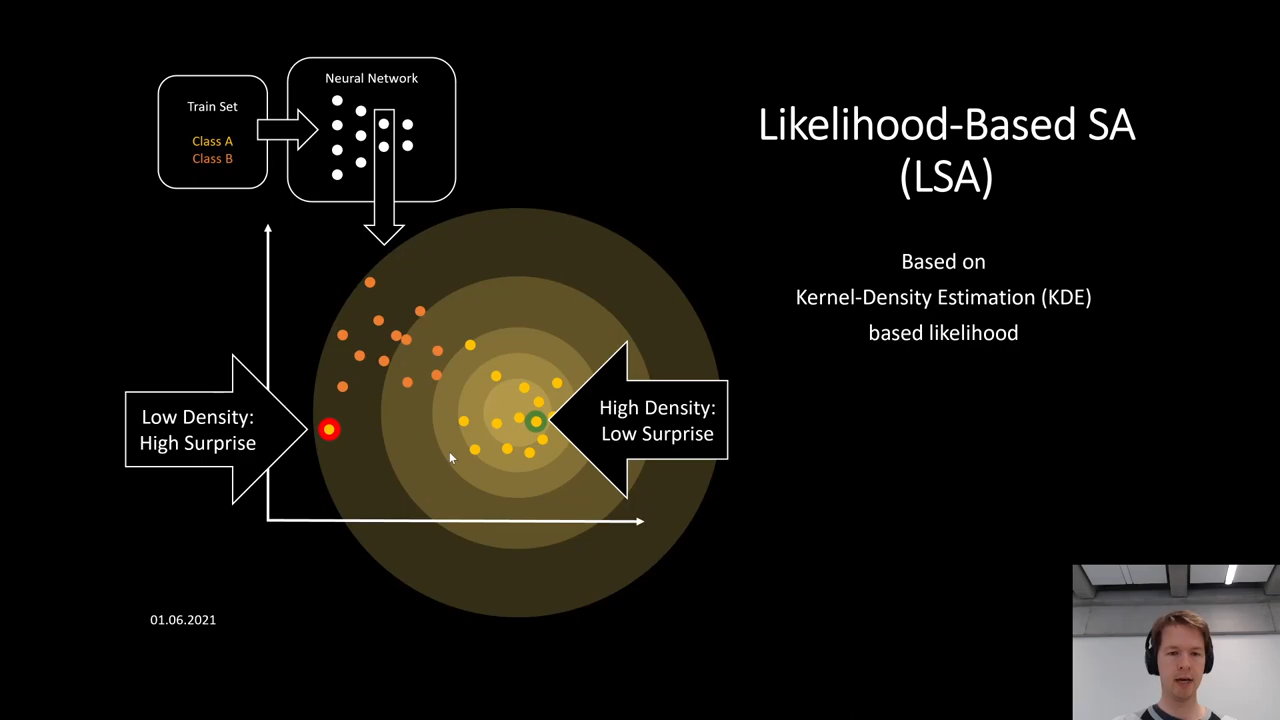 Neural Network
Train Set
Class A
Class B
Likelihood-Based SA
(LSA)
Based on
Kernel-Density Estimation (KDE)
based likelihood
Low Density:
High Surprise
High Density:
Low Surprise
01.06.2021